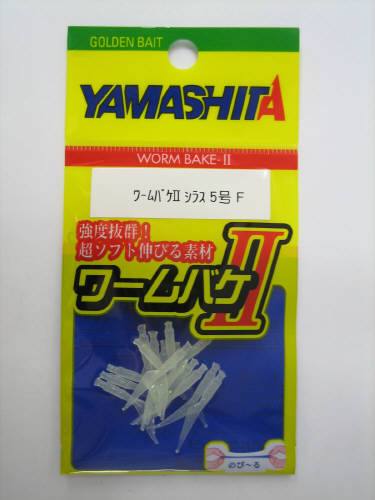 GOLDEN BAIT
YAMASHITA
WORM BAKE-II
ﾜｰﾑﾊﾞｹⅡ ｼﾗｽ 5号 F
強度抜群!
超ソフト伸びる素材
ワームバケⅡ
のび〜る